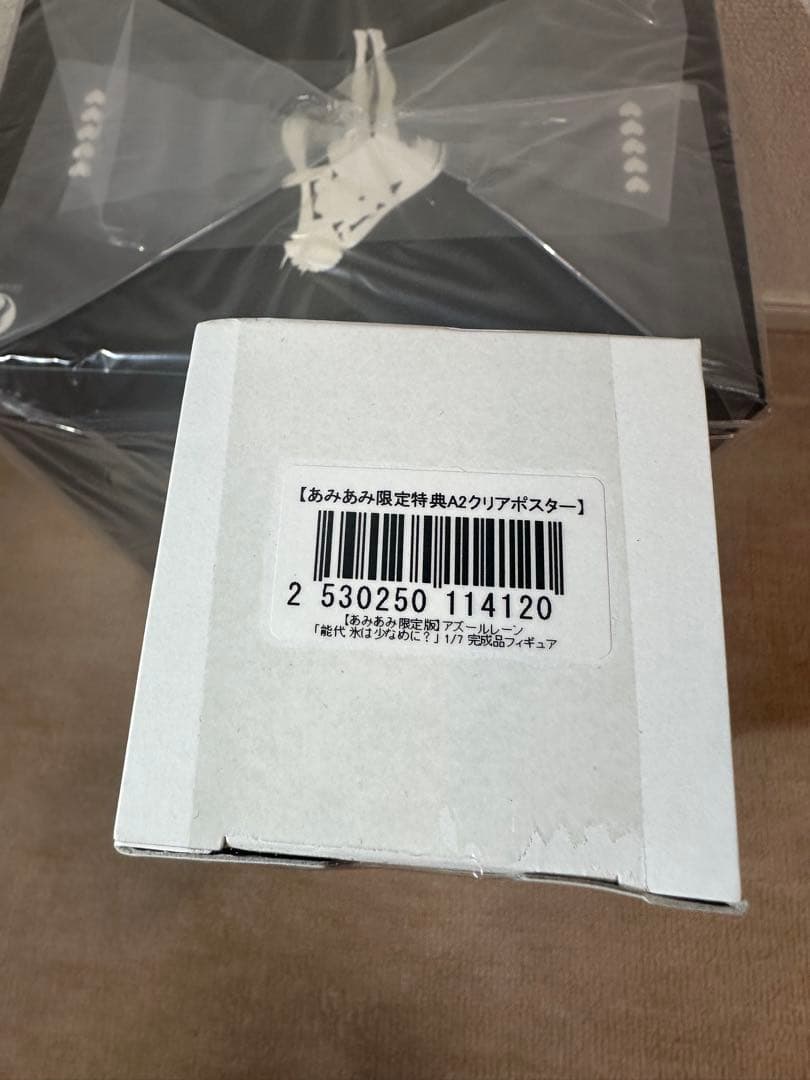 【あみあみ限定特典A2クリアポスター】
2 530250 114120
【あみあみ限定版】アズールレーン
「能代 氷は少なめに？」1/7 完成品フィギュア